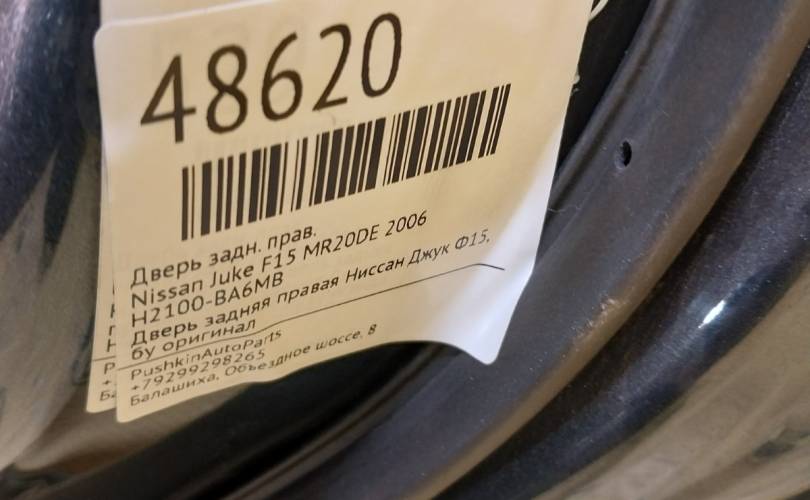 48620
Дверь задн. прав.
Nissan Juke F15 MR20DE 2006
H2100-BA6MB
Дверь задняя правая Ниссан Джук Ф15,
бу оригинал
PushkinAutoParts
+79299298265
Балашиха, Объездное шоссе, 8